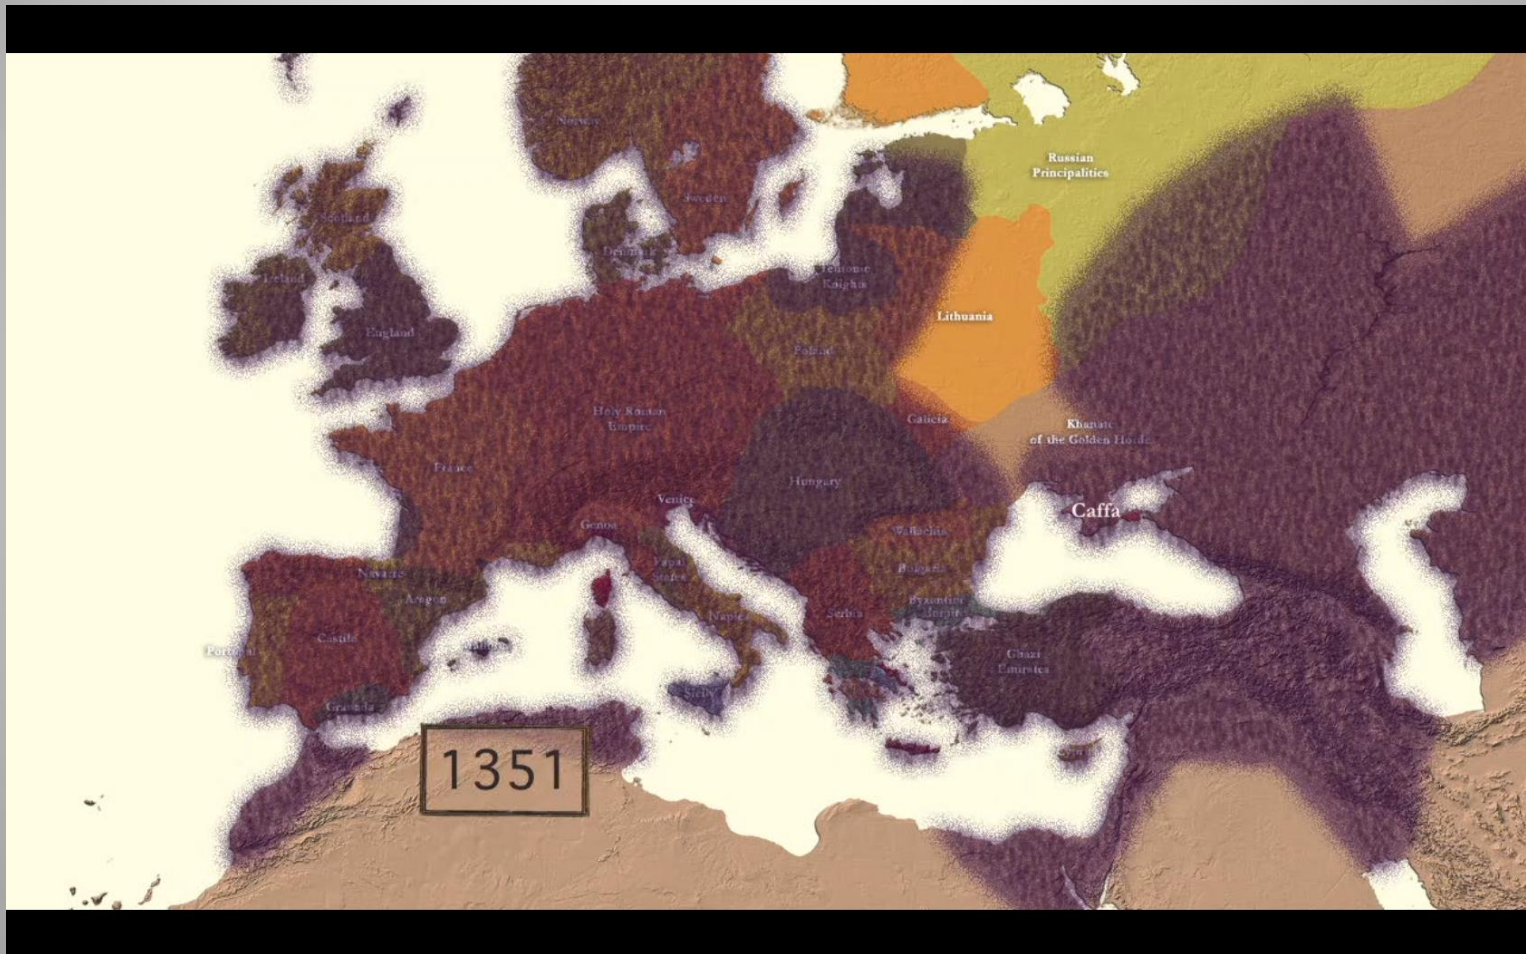 Norway
Russian
Principalities
Sweden
Scotland
Denmark
Ireland
Teutonic
Knights
England
Lithuania
Poland
Holy Roman
Empire
Galicia
Khanate
of the Golden Horde
France
Hungary
Venice
Caffa
Genoa
Wallachia
Papal
States
Bulgaria
Navarre
Aragon
Byzantine
Empire
Naples
Serbia
Castile
Portugal
Ghazi
Emirates
Sicily
Granada
1351